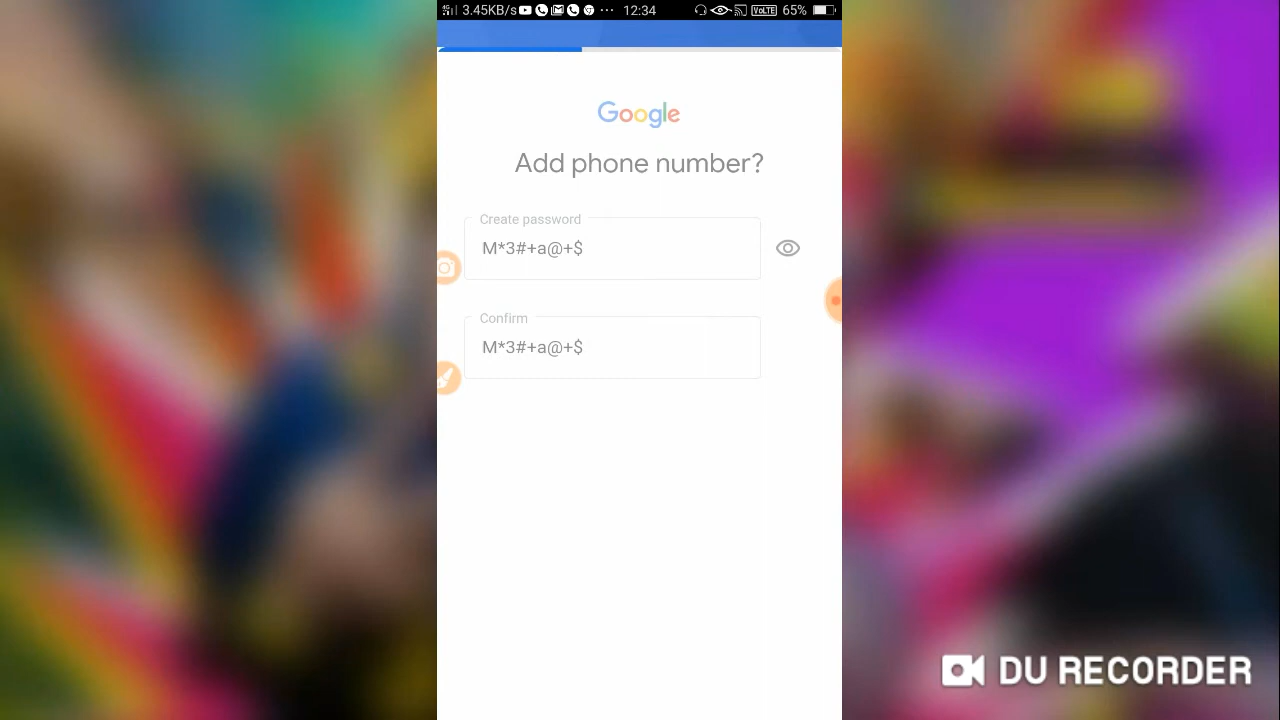 3.45KB/s 12:34 VoLTE 65%
Google
Add phone number?
Create password
M*3#+a@+$
Confirm
M*3#+a@+$
DU RECORDER